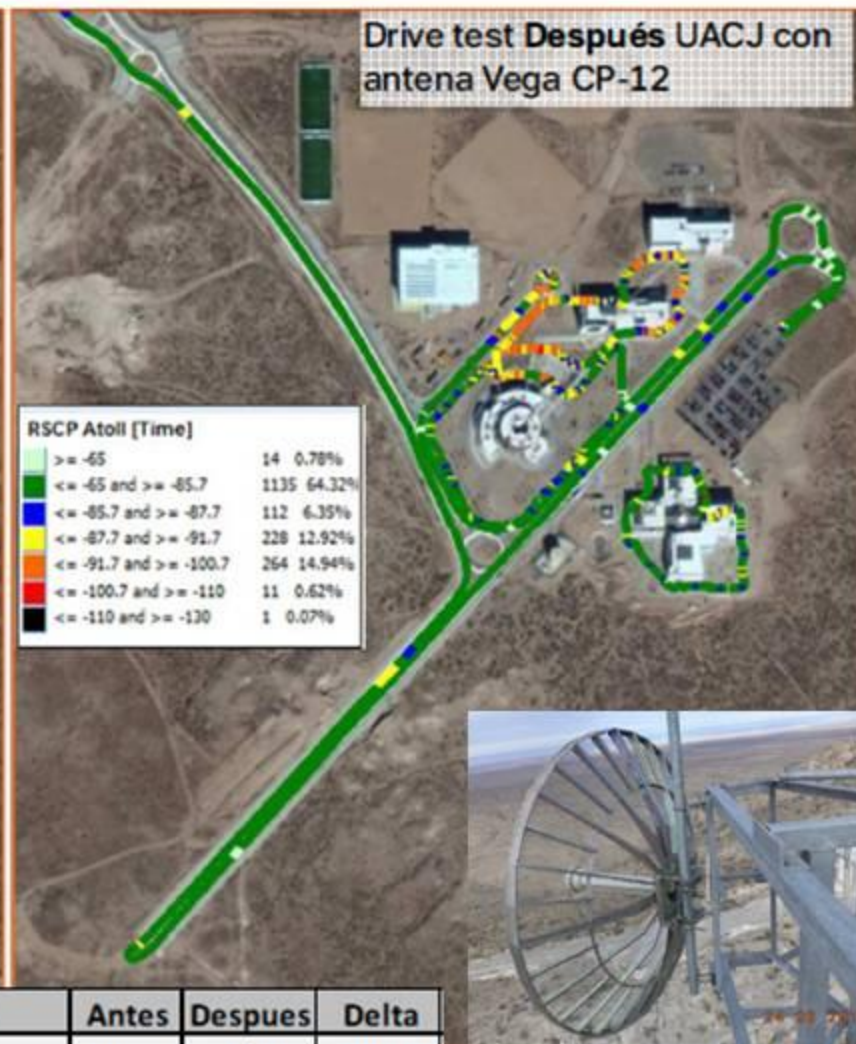 Drive test Después UACJ con
antena Vega CP-12
RSCP Atoll [Time]
>= -65 14 0.78%
<= -65 and >= -85.7 1135 64.32%
<= -85.7 and >= -87.7 112 6.35%
<= -87.7 and >= -91.7 228 12.92%
<= -91.7 and >= -100.7 264 14.94%
<= -100.7 and >= -110 11 0.62%
<= -110 and >= -130 1 0.07%
Antes Despues Delta